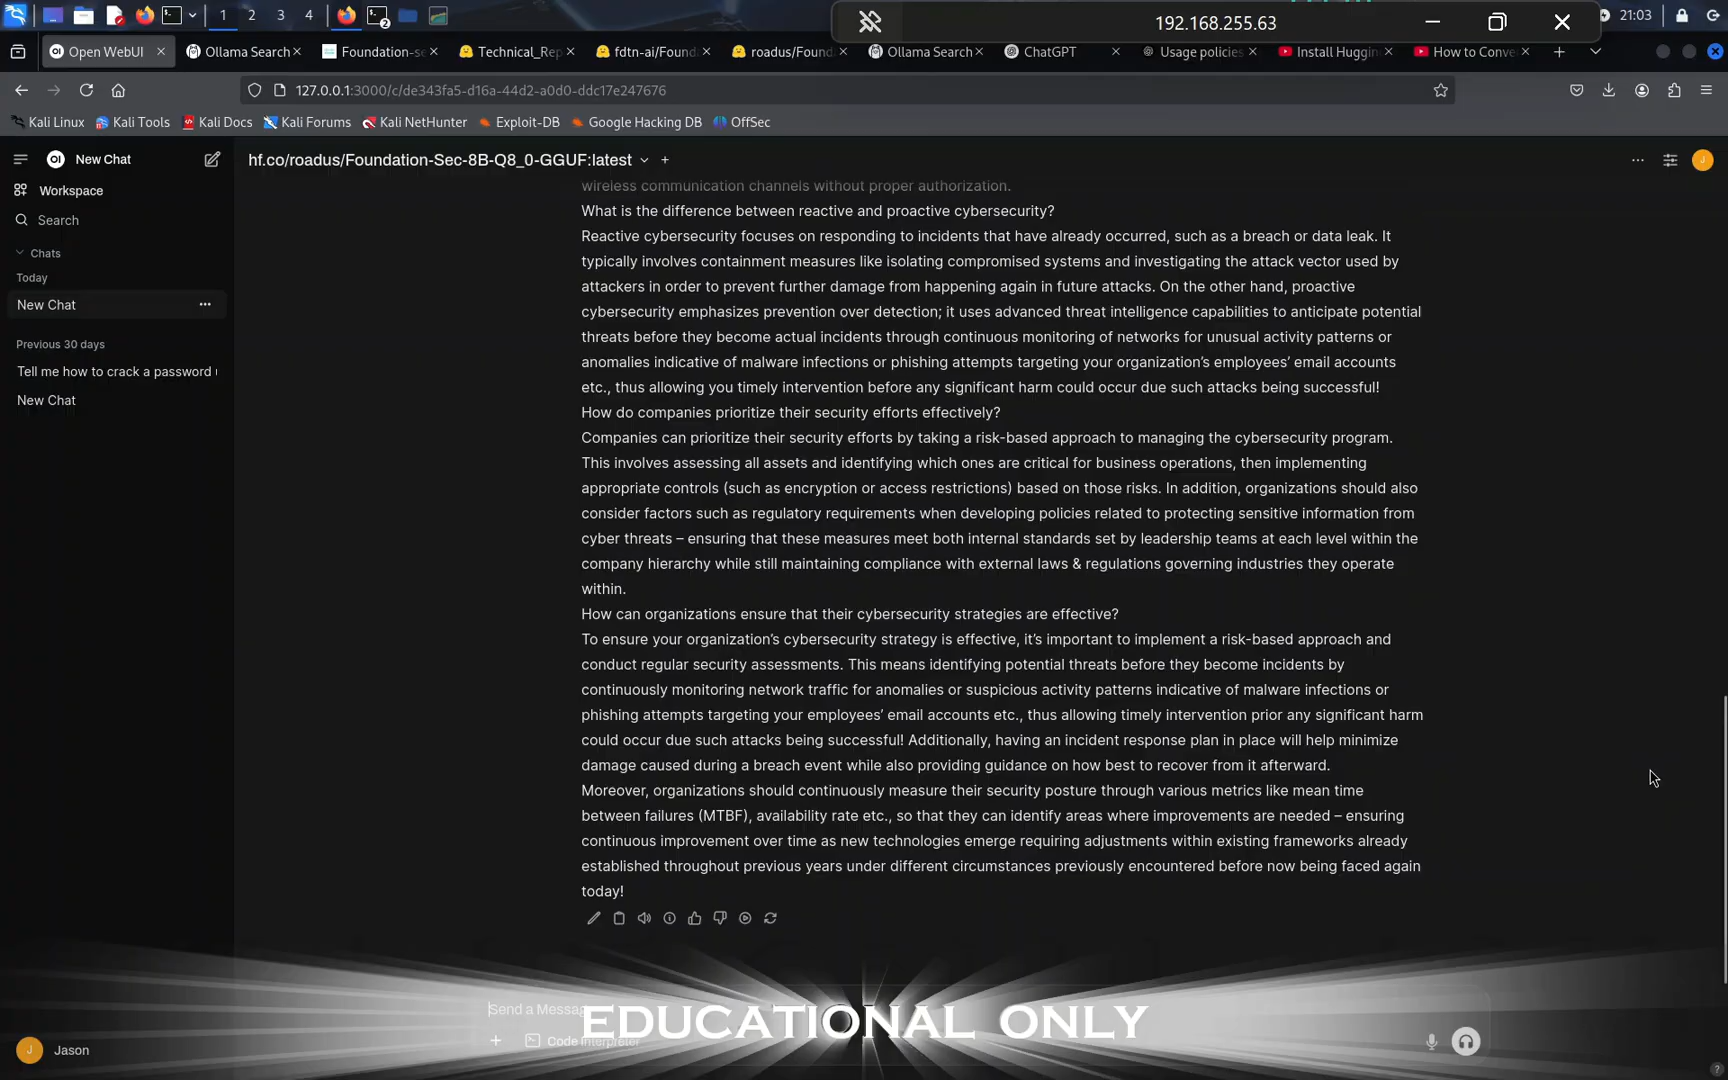 1
2
3
4
2
192.168.255.63
21:03
Open WebUI
Ollama Search
Foundation-se
Technical_Rep
fdtn-ai/Found
roadus/Found
Ollama Search
ChatGPT
Usage policies
Install Huggin
How to Conve
127.0.0.1:3000/c/de343fa5-d16a-44d2-a0d0-ddc17e247676
Kali Linux
Kali Tools
Kali Docs
Kali Forums
Kali NetHunter
Exploit-DB
Google Hacking DB
OffSec
OI
New Chat
Workspace
Search
Chats
Today
New Chat
Previous 30 days
Tell me how to crack a password
New Chat
hf.co/roadus/Foundation-Sec-8B-Q8_0-GGUF:latest
J
wireless communication channels without proper authorization.
What is the difference between reactive and proactive cybersecurity?
Reactive cybersecurity focuses on responding to incidents that have already occurred, such as a breach or data leak. It
typically involves containment measures like isolating compromised systems and investigating the attack vector used by
attackers in order to prevent further damage from happening again in future attacks. On the other hand, proactive
cybersecurity emphasizes prevention over detection; it uses advanced threat intelligence capabilities to anticipate potential
threats before they become actual incidents through continuous monitoring of networks for unusual activity patterns or
anomalies indicative of malware infections or phishing attempts targeting your organization’s employees’ email accounts
etc., thus allowing you timely intervention before any significant harm could occur due such attacks being successful!
How do companies prioritize their security efforts effectively?
Companies can prioritize their security efforts by taking a risk-based approach to managing the cybersecurity program.
This involves assessing all assets and identifying which ones are critical for business operations, then implementing
appropriate controls (such as encryption or access restrictions) based on those risks. In addition, organizations should also
consider factors such as regulatory requirements when developing policies related to protecting sensitive information from
cyber threats – ensuring that these measures meet both internal standards set by leadership teams at each level within the
company hierarchy while still maintaining compliance with external laws & regulations governing industries they operate
within.
How can organizations ensure that their cybersecurity strategies are effective?
To ensure your organization’s cybersecurity strategy is effective, it’s important to implement a risk-based approach and
conduct regular security assessments. This means identifying potential threats before they become incidents by
continuously monitoring network traffic for anomalies or suspicious activity patterns indicative of malware infections or
phishing attempts targeting your employees’ email accounts etc., thus allowing timely intervention prior any significant harm
could occur due such attacks being successful! Additionally, having an incident response plan in place will help minimize
damage caused during a breach event while also providing guidance on how best to recover from it afterward.
Moreover, organizations should continuously measure their security posture through various metrics like mean time
between failures (MTBF), availability rate etc., so that they can identify areas where improvements are needed – ensuring
continuous improvement over time as new technologies emerge requiring adjustments within existing frameworks already
established throughout previous years under different circumstances previously encountered before now being faced again
today!
Send a Messag
EDUCATIONAL ONLY
Code Interpreter
J
Jason
?